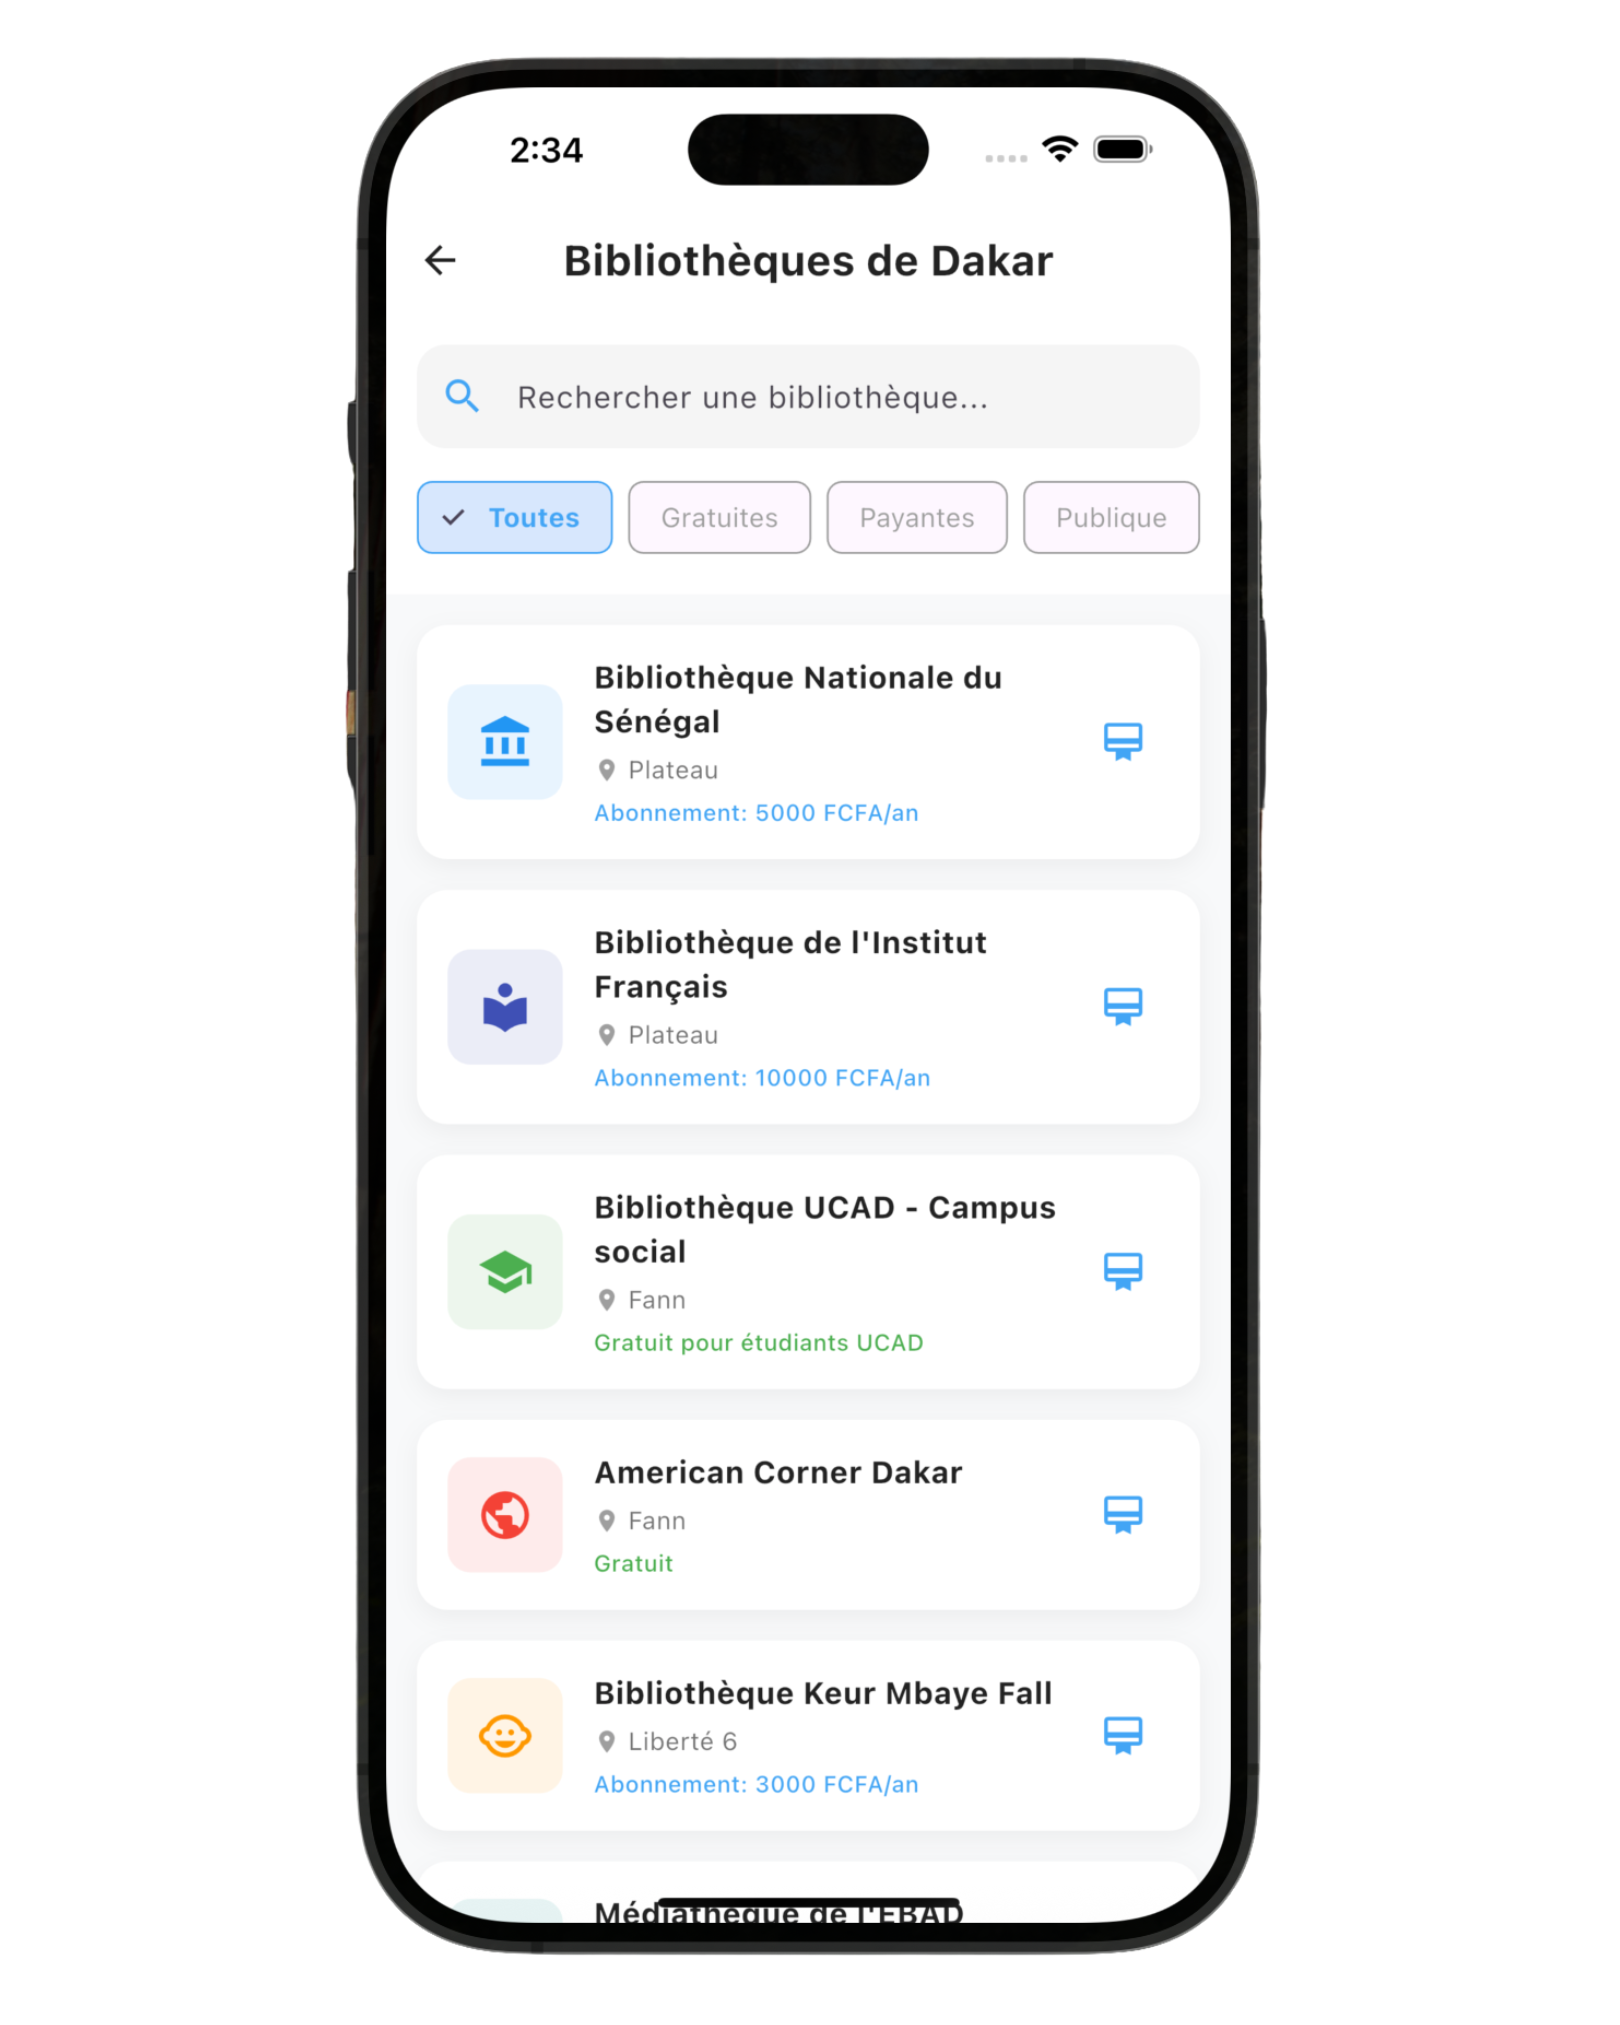 2:34
Bibliothèques de Dakar
Rechercher une bibliothèque...
Toutes
Gratuites
Payantes
Publique
Bibliothèque Nationale du
Sénégal
Plateau
Abonnement: 5000 FCFA/an
Bibliothèque de l'Institut
Français
Plateau
Abonnement: 10000 FCFA/an
Bibliothèque UCAD - Campus
social
Fann
Gratuit pour étudiants UCAD
American Corner Dakar
Fann
Gratuit
Bibliothèque Keur Mbaye Fall
Liberté 6
Abonnement: 3000 FCFA/an
Médiathèque de l'EBAD